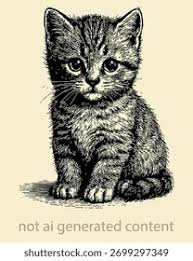 not ai generated content
shutterstock.com · 2699297349